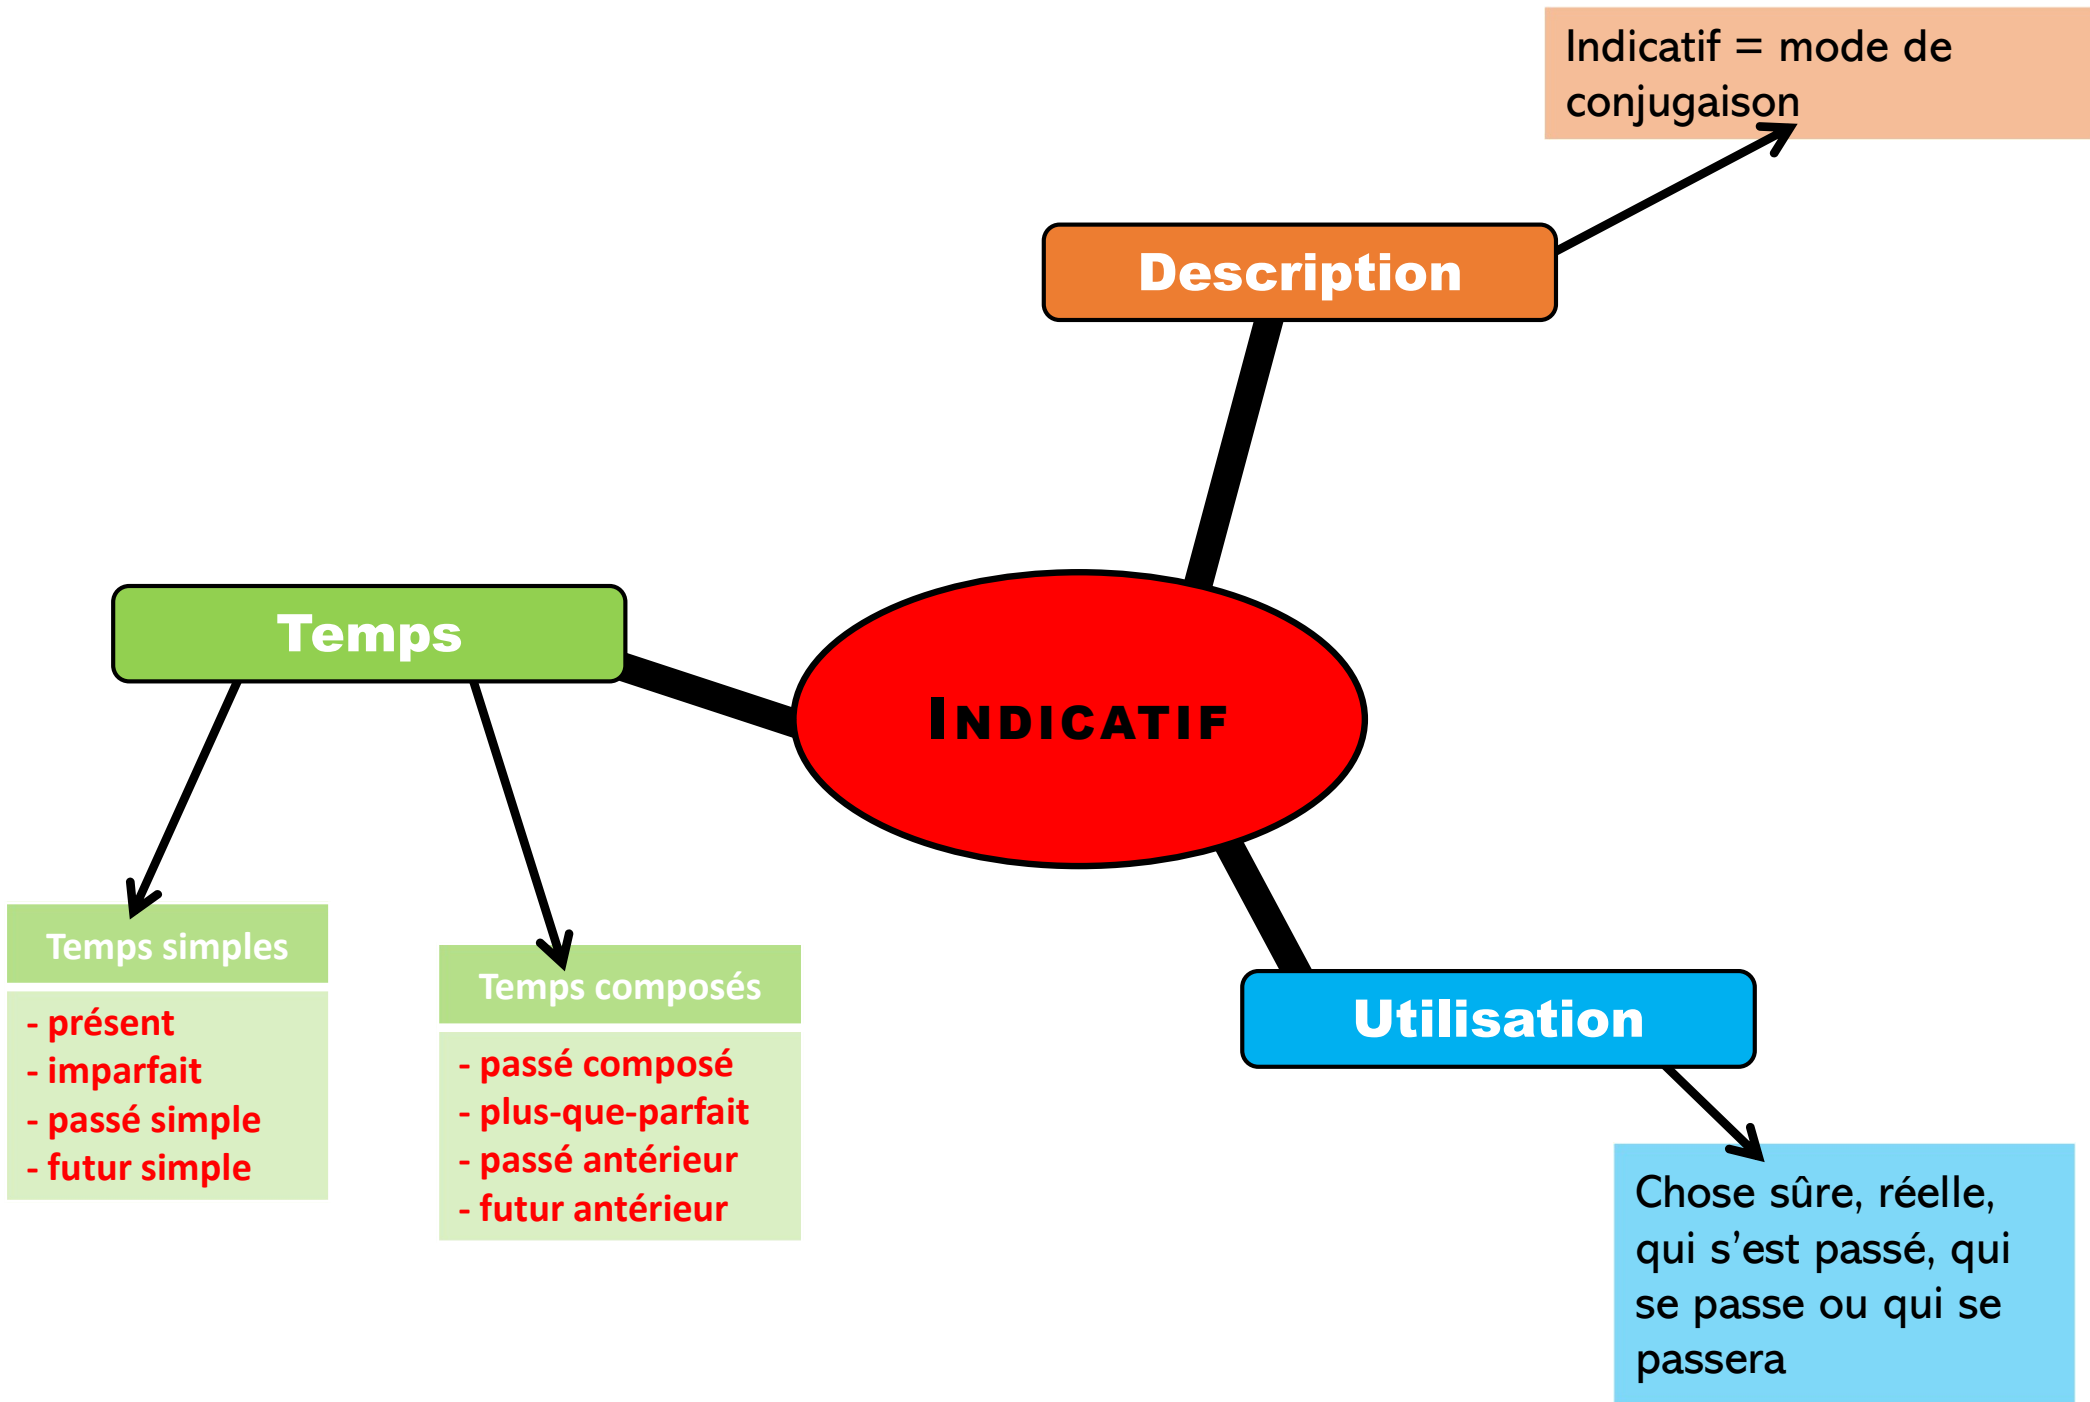 Indicatif = mode de
conjugaison
Description
Temps
INDICATIF
Temps simples
- présent
- imparfait
- passé simple
- futur simple
Temps composés
- passé composé
- plus-que-parfait
- passé antérieur
- futur antérieur
Utilisation
Chose sûre, réelle,
qui s’est passé, qui
se passe ou qui se
passera